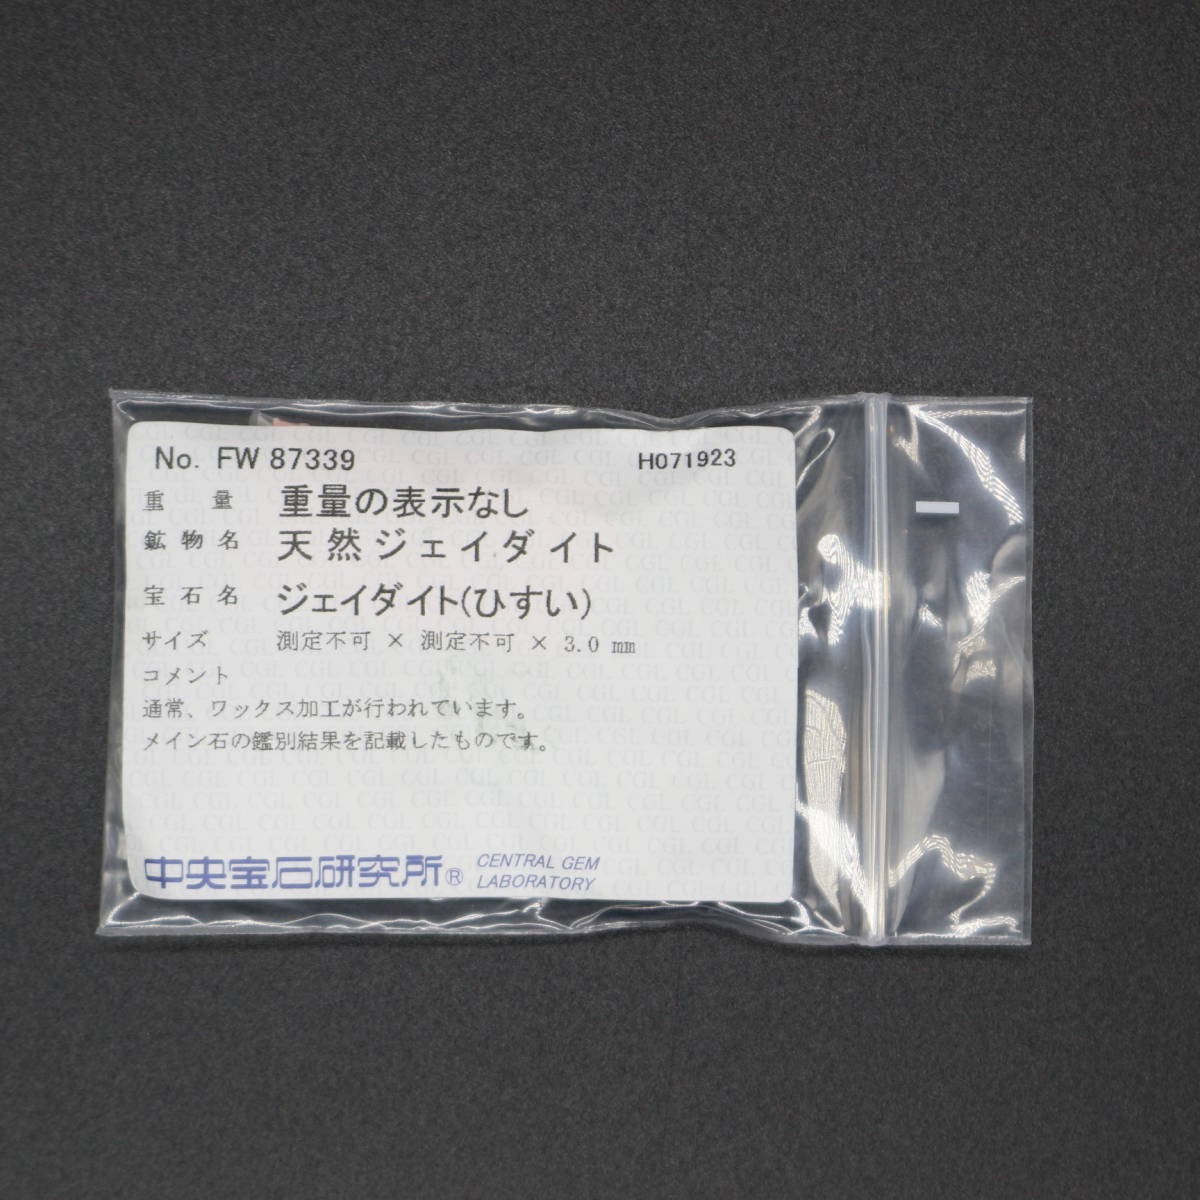 No. FW 87339 H071923
重量 重量の表示なし
鉱物名 天然ジェイダイト
宝石名 ジェイダイト(ひすい)
サイズ 測定不可 × 測定不可 × 3.0 mm
コメント
通常、ワックス加工が行われています。
メイン石の鑑別結果を記載したものです。
中央宝石研究所® CENTRAL GEM
LABORATORY